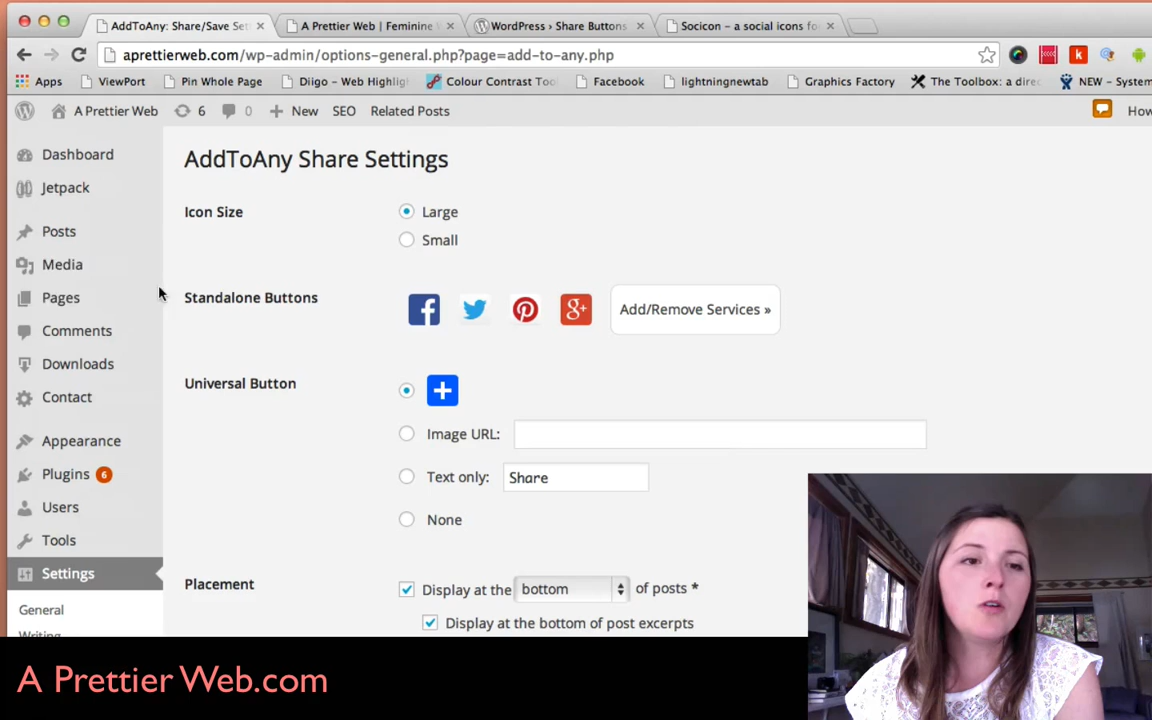 AddToAny: Share/Save Set
A Prettier Web | Feminine
WordPress › Share Buttons
Socicon – a social icons fo
aprettierweb.com/wp-admin/options-general.php?page=add-to-any.php
Apps
ViewPort
Pin Whole Page
Diigo – Web Highlig
Colour Contrast Too
Facebook
lightningnewtab
Graphics Factory
The Toolbox: a dire
NEW – System
A Prettier Web
6
0
New
SEO
Related Posts
How
Dashboard
Jetpack
Posts
Media
Pages
Comments
Downloads
Contact
Appearance
Plugins 6
Users
Tools
Settings
General
Writing
AddToAny Share Settings
Icon Size
Large
Small
Standalone Buttons
Add/Remove Services »
Universal Button
Image URL:
Text only: Share
None
Placement
Display at the bottom of posts *
Display at the bottom of post excerpts
A Prettier Web.com